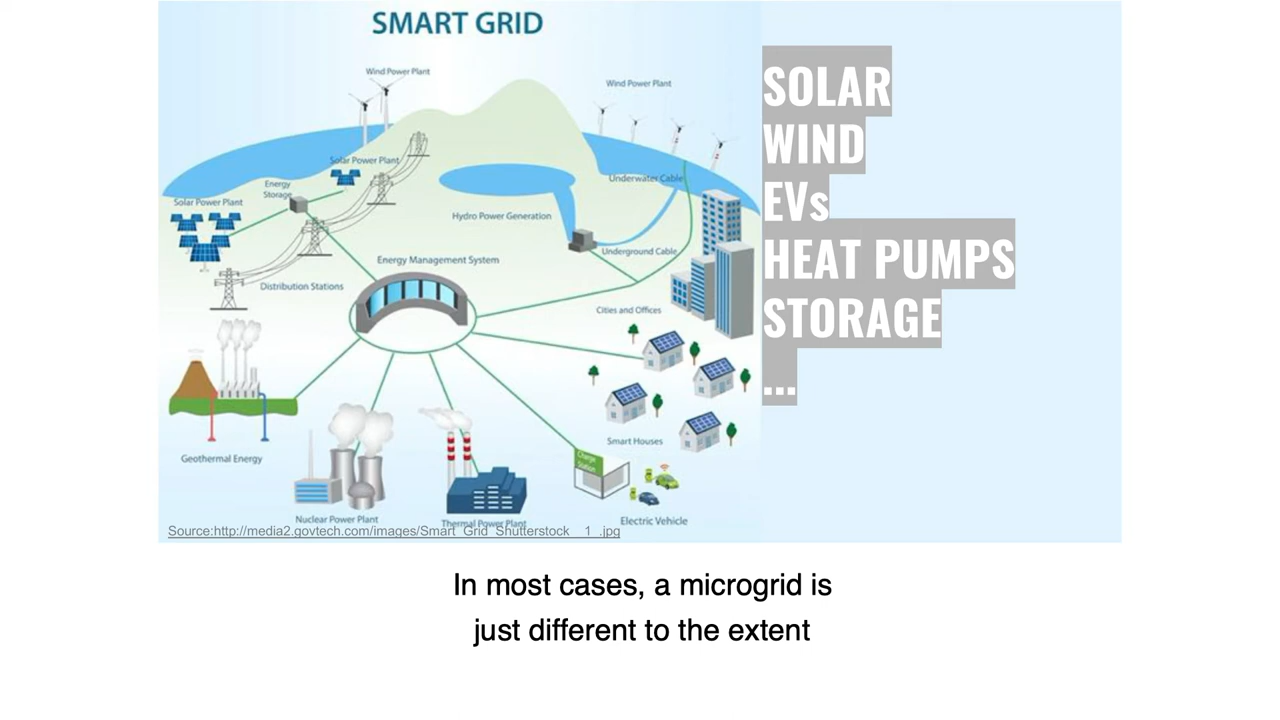 SMART GRID
Wind Power Plant
Wind Power Plant
Solar Power Plant
Underwater Cable
Energy
Storage
Solar Power Plant
Hydro Power Generation
Underground Cable
Energy Management System
Distribution Stations
Cities and Offices
Smart Houses
Geothermal Energy
Charge
Station
Nuclear Power Plant
Thermal Power Plant
Electric Vehicle
Source:http://media2.govtech.com/images/Smart_Grid_Shutterstock__1_.jpg
SOLAR
WIND
EVs
HEAT PUMPS
STORAGE
...
In most cases, a microgrid is
just different to the extent